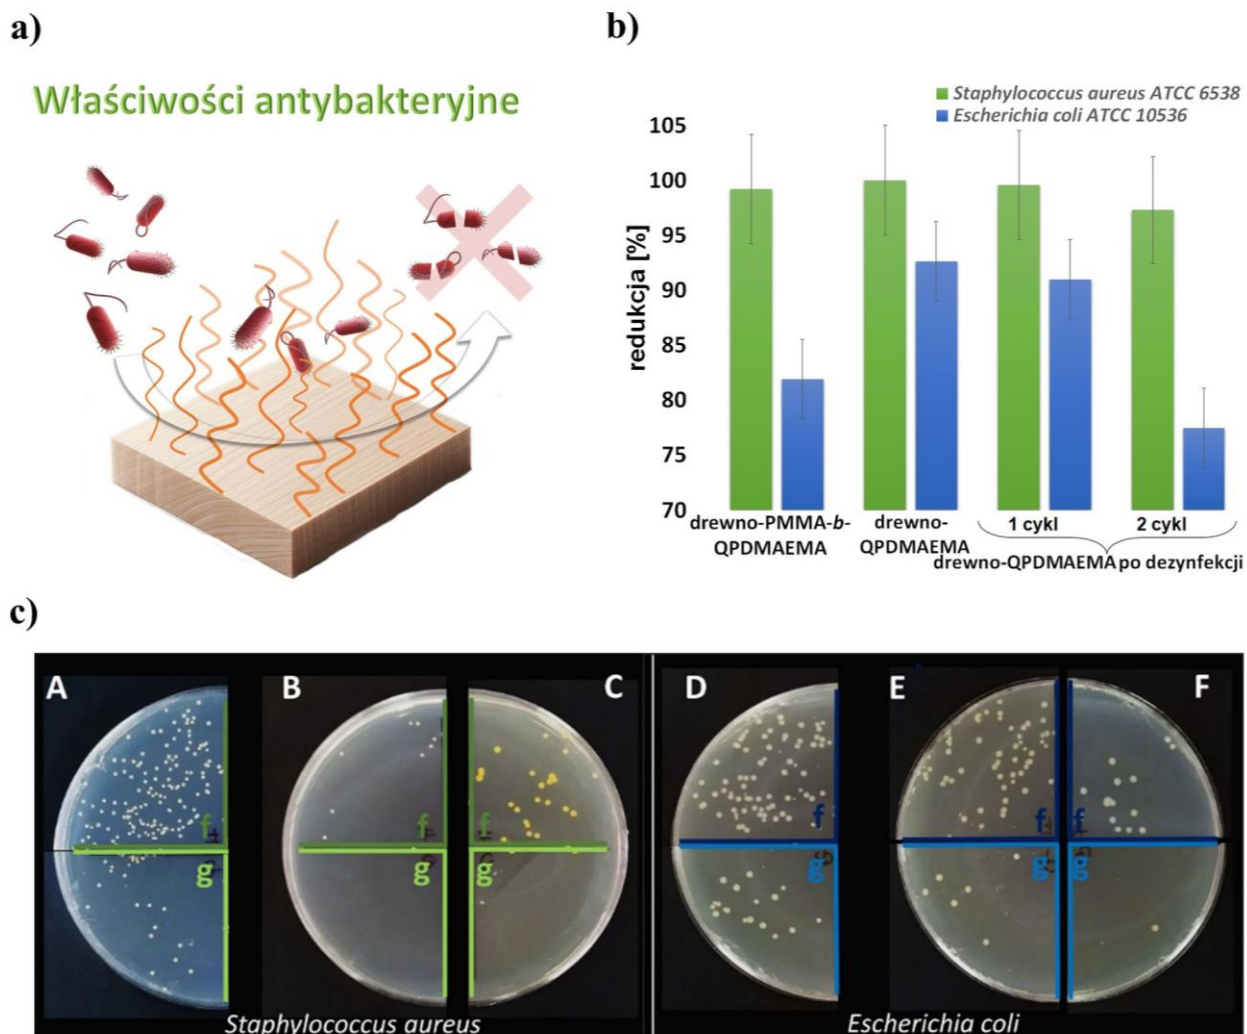 a)
Właściwości antybakteryjne
b)
Staphylococcus aureus ATCC 6538
Escherichia coli ATCC 10536
105
100
95
90
85
80
75
70
redukcja [%]
drewno-PMMA-b-
QPDMAEMA
drewno-
QPDMAEMA
1 cykl
2 cykl
drewno-QPDMAEMA po dezynfekcji
c)
A
B
C
D
E
F
f
f
f
f
f
f
g
g
g
g
g
g
Staphylococcus aureus
Escherichia coli